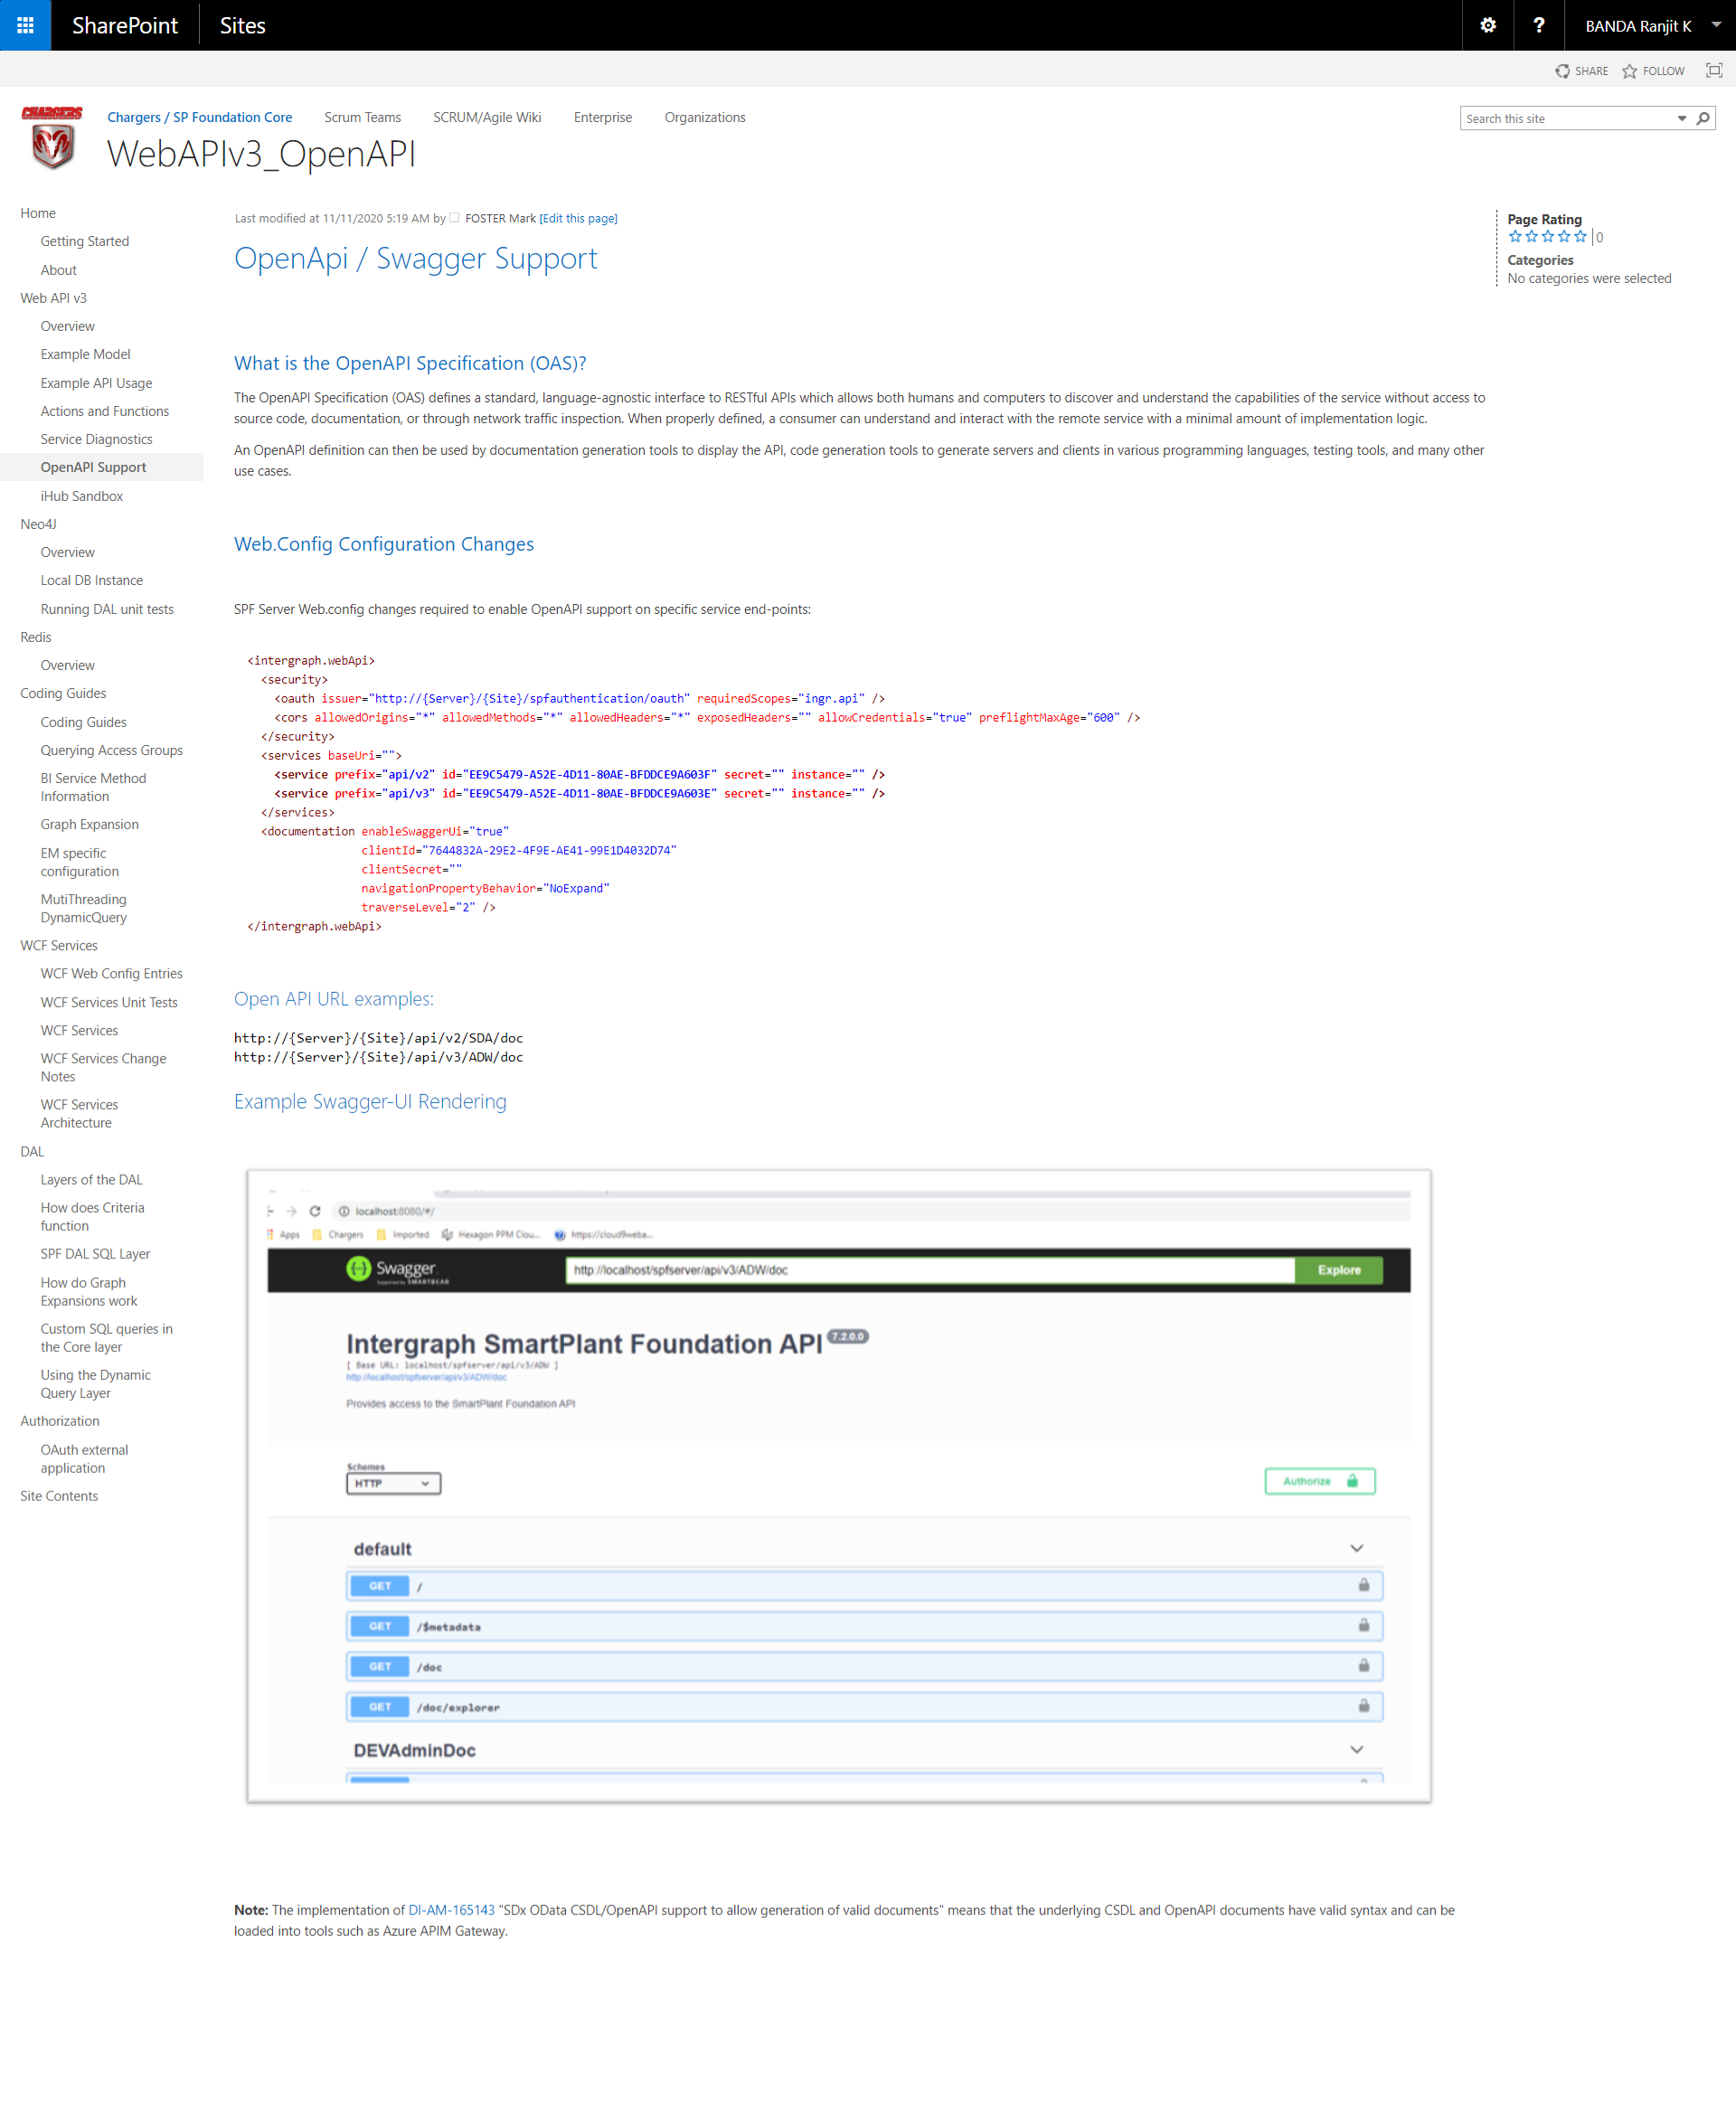 SharePoint
Sites
?
BANDA Ranjit K
SHARE
FOLLOW
CHARGERS
Chargers / SP Foundation Core
Scrum Teams
SCRUM/Agile Wiki
Enterprise
Organizations
Search this site
WebAPIv3_OpenAPI
Home
Getting Started
About
Web API v3
Overview
Example Model
Example API Usage
Actions and Functions
Service Diagnostics
OpenAPI Support
iHub Sandbox
Neo4J
Overview
Local DB Instance
Running DAL unit tests
Redis
Overview
Coding Guides
Coding Guides
Querying Access Groups
BI Service Method
Information
Graph Expansion
EM specific
configuration
MutiThreading
DynamicQuery
WCF Services
WCF Web Config Entries
WCF Services Unit Tests
WCF Services
WCF Services Change
Notes
WCF Services
Architecture
DAL
Layers of the DAL
How does Criteria
function
SPF DAL SQL Layer
How do Graph
Expansions work
Custom SQL queries in
the Core layer
Using the Dynamic
Query Layer
Authorization
OAuth external
application
Site Contents
Last modified at 11/11/2020 5:19 AM by FOSTER Mark [Edit this page]
OpenApi / Swagger Support
Page Rating
0
Categories
No categories were selected
What is the OpenAPI Specification (OAS)?
The OpenAPI Specification (OAS) defines a standard, language-agnostic interface to RESTful APIs which allows both humans and computers to discover and understand the capabilities of the service without access to
source code, documentation, or through network traffic inspection. When properly defined, a consumer can understand and interact with the remote service with a minimal amount of implementation logic.
An OpenAPI definition can then be used by documentation generation tools to display the API, code generation tools to generate servers and clients in various programming languages, testing tools, and many other
use cases.
Web.Config Configuration Changes
SPF Server Web.config changes required to enable OpenAPI support on specific service end-points:
<intergraph.webApi>
<security>
<oauth issuer="http://{Server}/{Site}/spfauthentication/oauth" requiredScopes="ingr.api" />
<cors allowedOrigins="*" allowedMethods="*" allowedHeaders="*" exposedHeaders="" allowCredentials="true" preflightMaxAge="600" />
</security>
<services baseUri="">
<service prefix="api/v2" id="EE9C5479-A52E-4D11-80AE-BFDDCE9A603F" secret="" instance="" />
<service prefix="api/v3" id="EE9C5479-A52E-4D11-80AE-BFDDCE9A603E" secret="" instance="" />
</services>
<documentation enableSwaggerUi="true"
clientId="7644832A-29E2-4F9E-AE41-99E1D4032D74"
clientSecret=""
navigationPropertyBehavior="NoExpand"
traverseLevel="2" />
</intergraph.webApi>
Open API URL examples:
http://{Server}/{Site}/api/v2/SDA/doc
http://{Server}/{Site}/api/v3/ADW/doc
Example Swagger-UI Rendering
localhost:8080/#/
Apps
Chargers
Imported
Hexagon PPM Clou...
https://cloud9weba...
Swagger.
Supported by SMARTBEAR
http://localhost/spfserver/api/v3/ADW/doc
Explore
Intergraph SmartPlant Foundation API 7.2.0.0
[ Base URL: localhost/spfserver/api/v3/ADW ]
http://localhost/spfserver/api/v3/ADW/doc
Provides access to the SmartPlant Foundation API
Schemes
HTTP
Authorize
default
GET /
GET /$metadata
GET /doc
GET /doc/explorer
DEVAdminDoc
Note: The implementation of DI-AM-165143 "SDx OData CSDL/OpenAPI support to allow generation of valid documents" means that the underlying CSDL and OpenAPI documents have valid syntax and can be
loaded into tools such as Azure APIM Gateway.